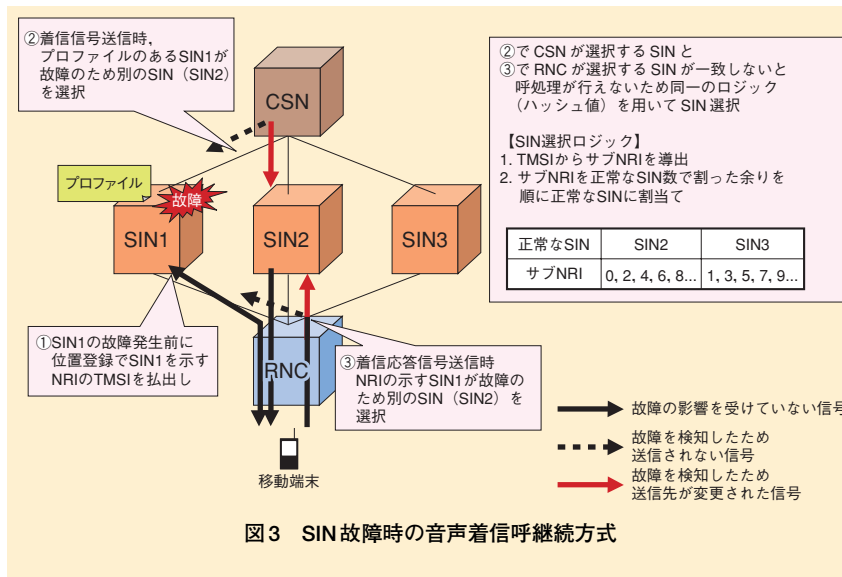 ②着信信号送信時，
プロファイルのあるSIN1が
故障のため別のSIN（SIN2）
を選択
CSN
②でCSNが選択するSINと
③でRNCが選択するSINが一致しないと
呼処理が行えないため同一のロジック
（ハッシュ値）を用いてSIN選択
【SIN選択ロジック】
1. TMSIからサブNRIを導出
2. サブNRIを正常なSIN数で割った余りを
順に正常なSINに割当て
正常なSIN SIN2 SIN3
サブNRI 0, 2, 4, 6, 8... 1, 3, 5, 7, 9...
プロファイル
故障
SIN1
SIN2
SIN3
①SIN1の故障発生前に
位置登録でSIN1を示す
NRIのTMSIを払出し
RNC
③着信応答信号送信時
NRIの示すSIN1が故障の
ため別のSIN（SIN2）を
選択
移動端末
故障の影響を受けていない信号
故障を検知したため
送信されない信号
故障を検知したため
送信先が変更された信号
図3　SIN故障時の音声着信呼継続方式